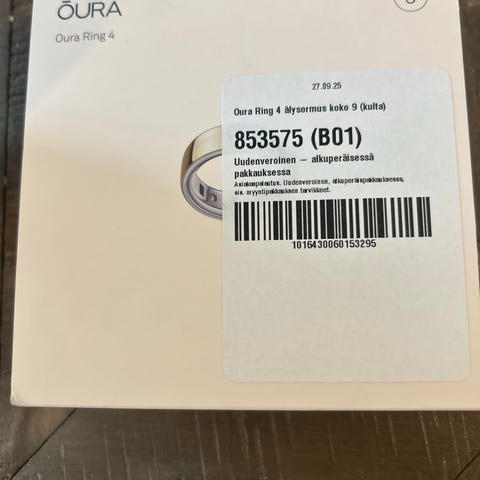 ŌURA
Oura Ring 4
27.09.25
Oura Ring 4 älysormus koko 9 (kulta)
853575 (B01)
Uudenveroinen – alkuperäisessä
pakkauksessa
Asiakaspalautus. Uudenveroinen, alkuperäispakkauksessa,
sis. myyntipakkauksen tarvikkeet.
1016430060153295